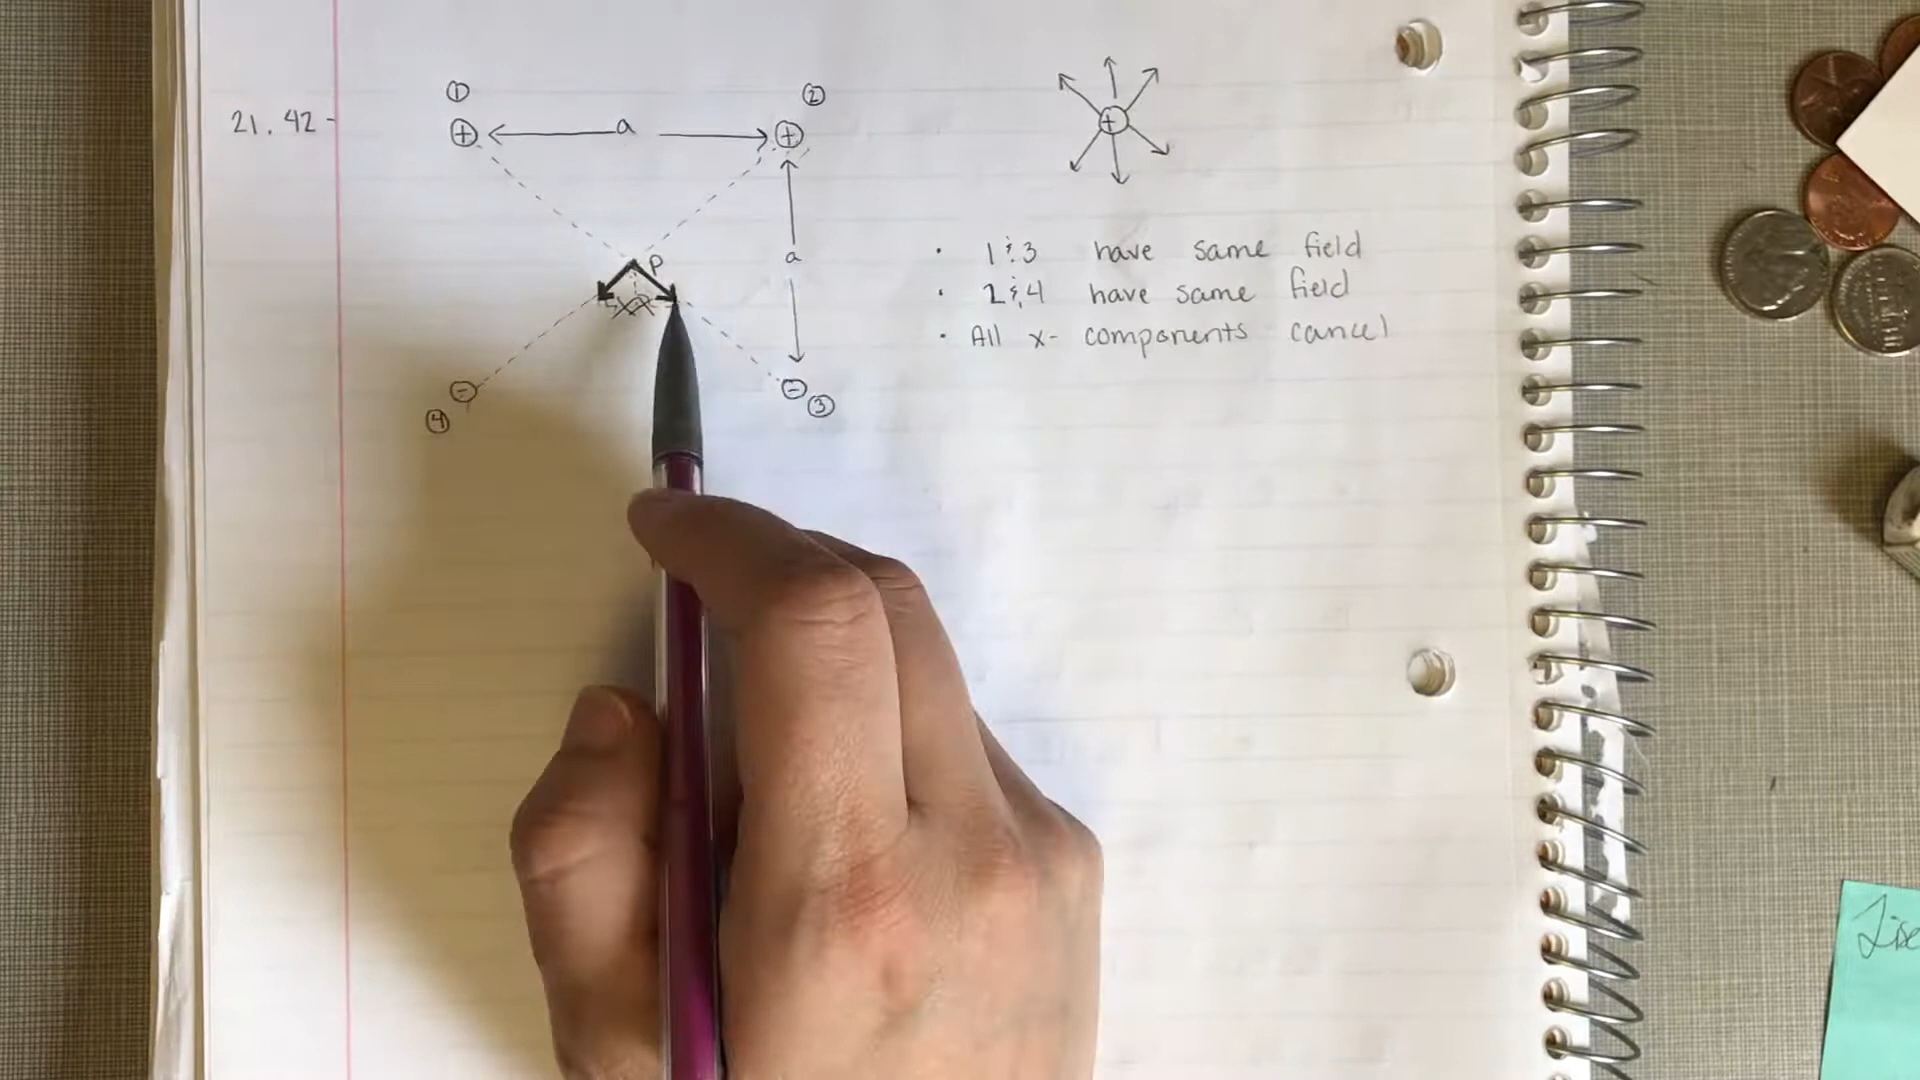 ① ②
21.42 - + a +
a
P
- -
④ ③
+
· 1 & 3 have same field
· 2 & 4 have same field
· All x- components cancel